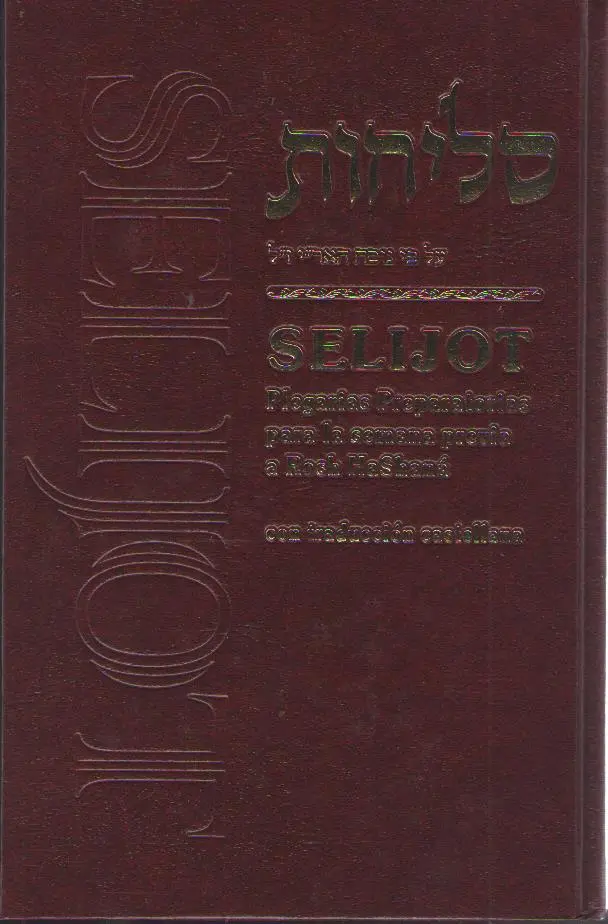 סליחות
על פי נוסח האר״י ז״ל
SELIJOT
Plegarias Preparatorias
para la semana previa
a Rosh HaShaná
con traducción castellana
SELIJOT